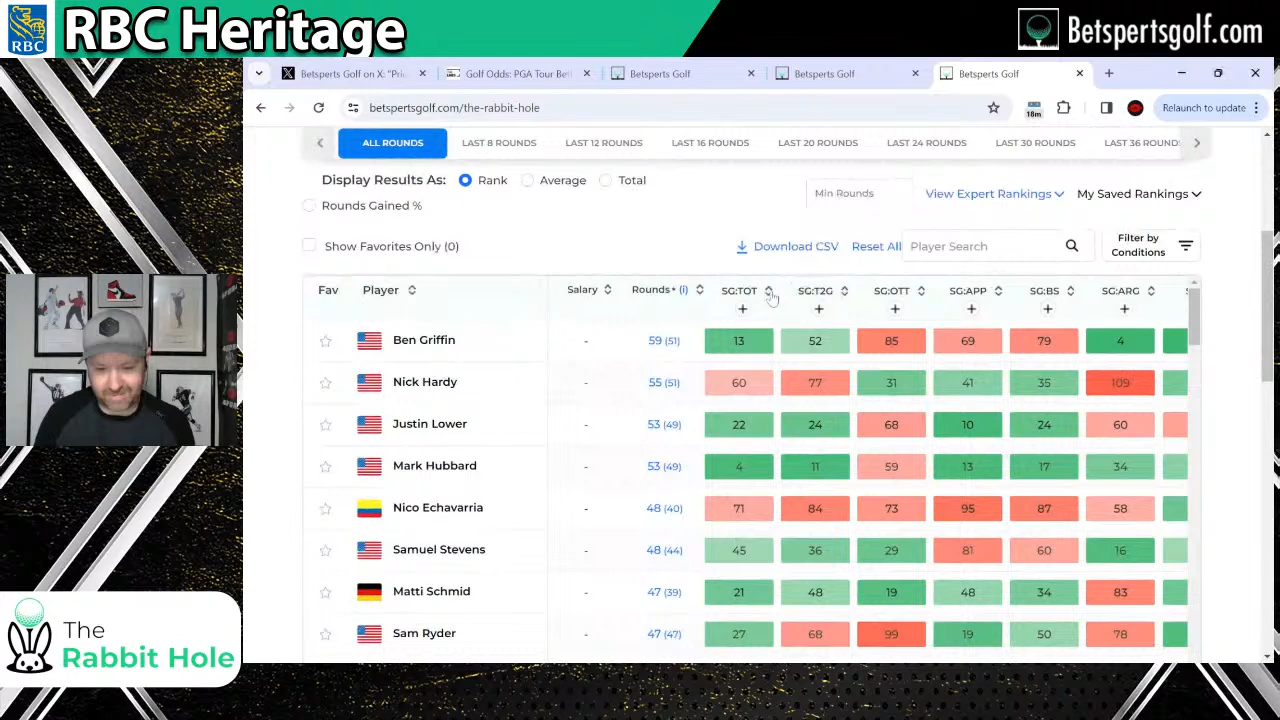 RBC
RBC Heritage
Betspertsgolf.com
Betsperts Golf on X: "Pric
Golf Odds: PGA Tour Bet
Betsperts Golf
Betsperts Golf
Betsperts Golf
betspertsgolf.com/the-rabbit-hole
18m
Relaunch to update
ALL ROUNDS LAST 8 ROUNDS LAST 12 ROUNDS LAST 16 ROUNDS LAST 20 ROUNDS LAST 24 ROUNDS LAST 30 ROUNDS LAST 36 ROUND
Display Results As: Rank Average Total
Rounds Gained %
Min Rounds
View Expert Rankings
My Saved Rankings
Show Favorites Only (0)
Download CSV Reset All Player Search Filter by Conditions
Fav Player Salary Rounds* (i) SG:TOT SG:T2G SG:OTT SG:APP SG:BS SG:ARG
+ + + + + +
Ben Griffin - 59 (51) 13 52 85 69 79 4
Nick Hardy - 55 (51) 60 77 31 41 35 109
Justin Lower - 53 (49) 22 24 68 10 24 60
Mark Hubbard - 53 (49) 4 11 59 13 17 34
Nico Echavarria - 48 (40) 71 84 73 95 87 58
Samuel Stevens - 48 (44) 45 36 29 81 60 16
Matti Schmid - 47 (39) 21 48 19 48 34 83
Sam Ryder - 47 (47) 27 68 99 19 50 78
The
Rabbit Hole